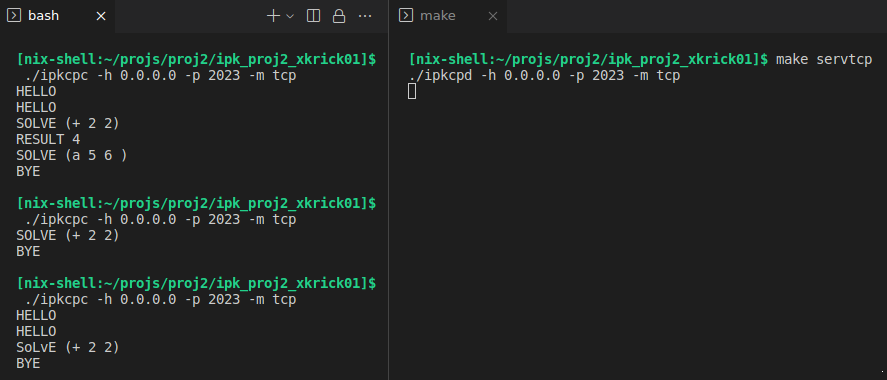 bash
[nix-shell:~/projs/proj2/ipk_proj2_xkrick01]$
./ipkcpc -h 0.0.0.0 -p 2023 -m tcp
HELLO
HELLO
SOLVE (+ 2 2)
RESULT 4
SOLVE (a 5 6 )
BYE
[nix-shell:~/projs/proj2/ipk_proj2_xkrick01]$
./ipkcpc -h 0.0.0.0 -p 2023 -m tcp
SOLVE (+ 2 2)
BYE
[nix-shell:~/projs/proj2/ipk_proj2_xkrick01]$
./ipkcpc -h 0.0.0.0 -p 2023 -m tcp
HELLO
HELLO
SoLvE (+ 2 2)
BYE
make
[nix-shell:~/projs/proj2/ipk_proj2_xkrick01]$ make servtcp
./ipkcpd -h 0.0.0.0 -p 2023 -m tcp